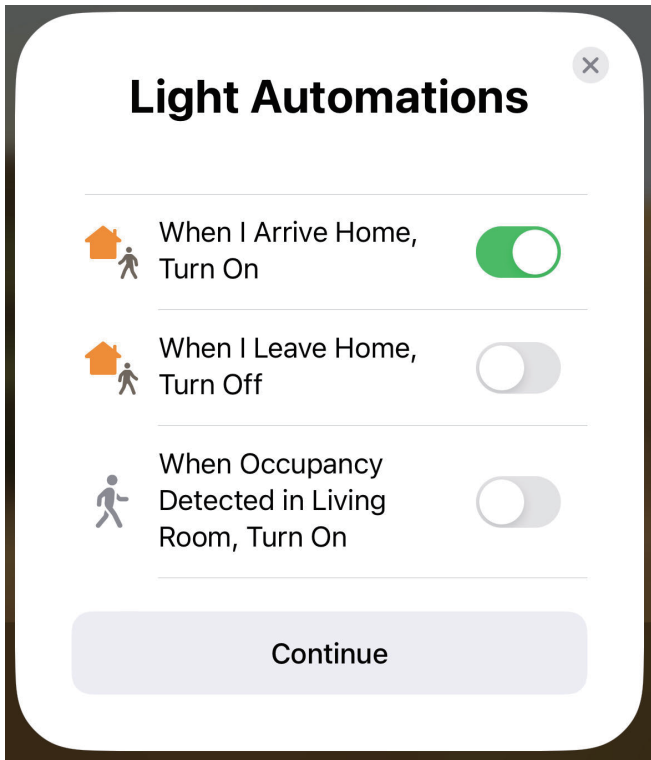 Light Automations
When I Arrive Home,
Turn On
When I Leave Home,
Turn Off
When Occupancy
Detected in Living
Room, Turn On
Continue